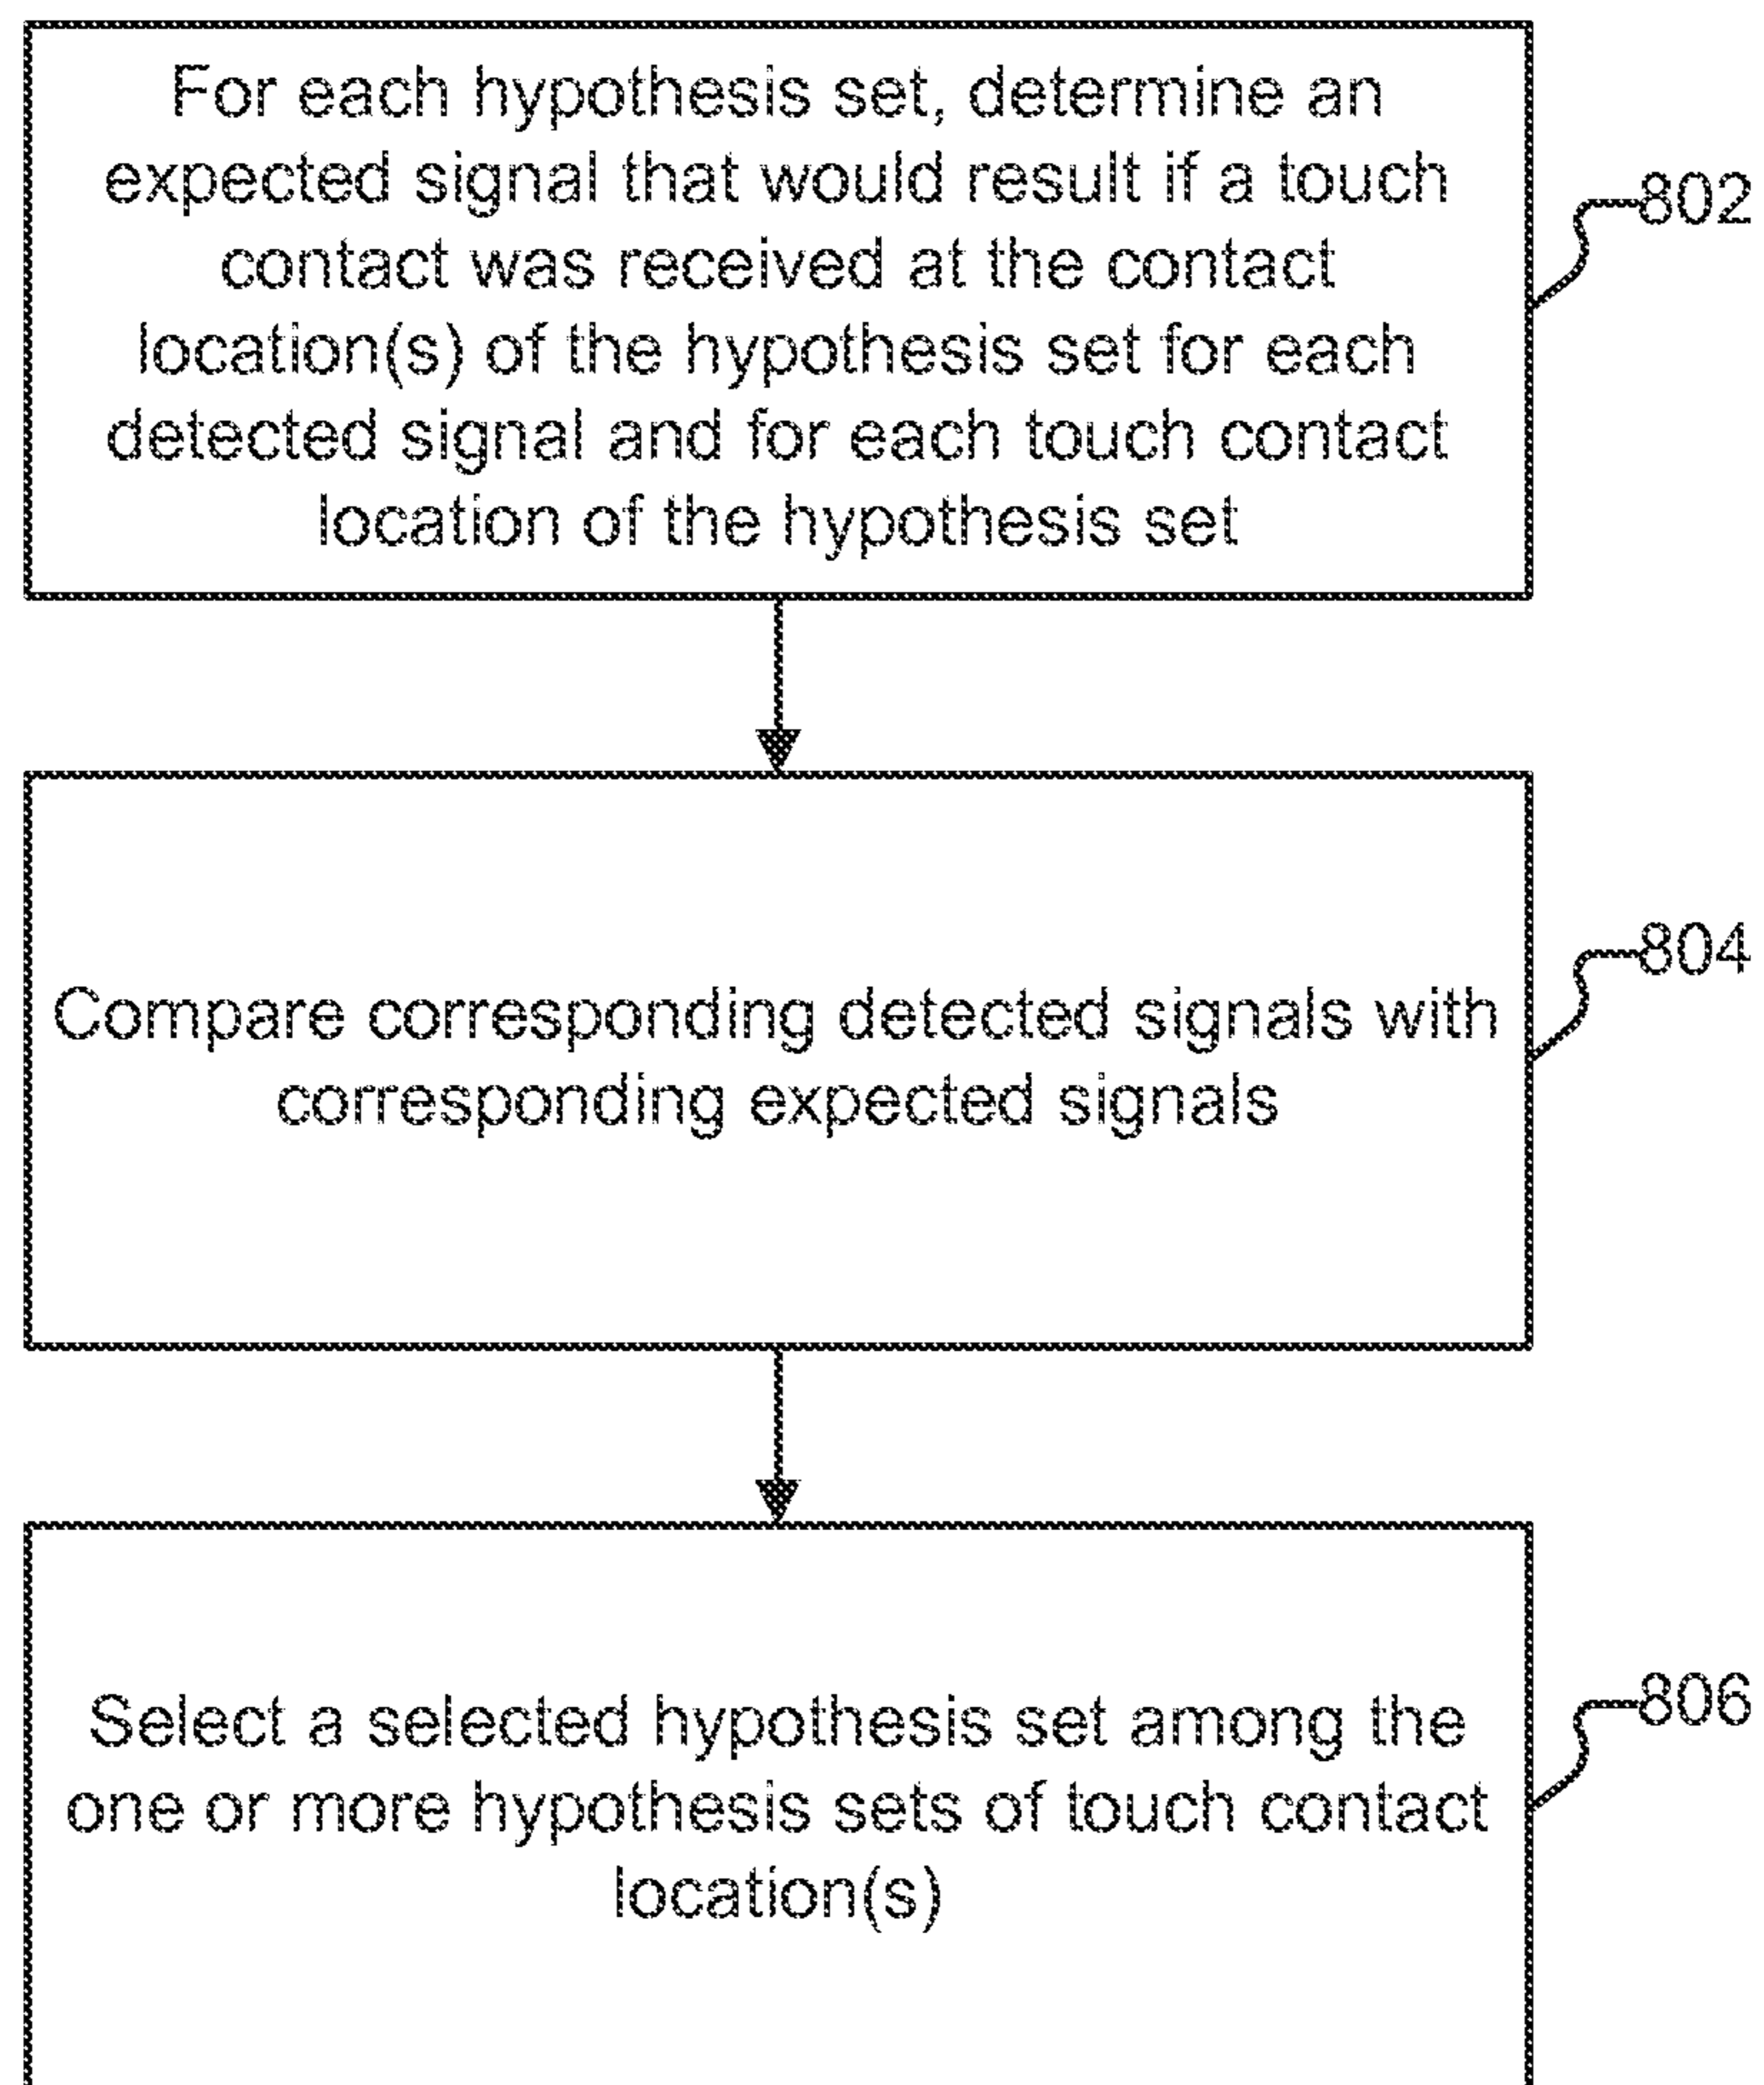 For each hypothesis set, determine an
expected signal that would result if a touch
contact was received at the contact
location(s) of the hypothesis set for each
detected signal and for each touch contact
location of the hypothesis set
802
Compare corresponding detected signals with
corresponding expected signals
804
Select a selected hypothesis set among the
one or more hypothesis sets of touch contact
location(s)
806